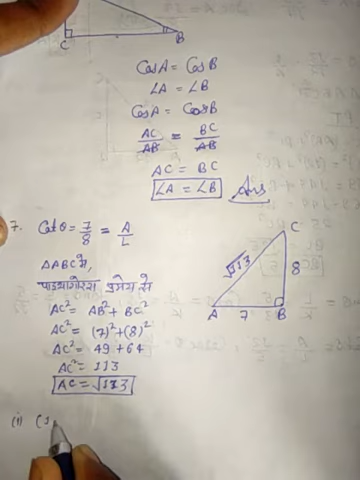 C
B
CosA = CosB
∠A = ∠B
CosA = CosB
AC/AB = BC/AB
AC = BC
∠A = ∠B Ans
7. Cotθ = 7/8 = A/L
ΔABC में,
पाइथागोरस प्रमेय से
AC² = AB² + BC²
AC² = (7)² + (8)²
AC² = 49 + 64
AC² = 113
AC = √113
C
√113
8
A
7
B
(i) (1